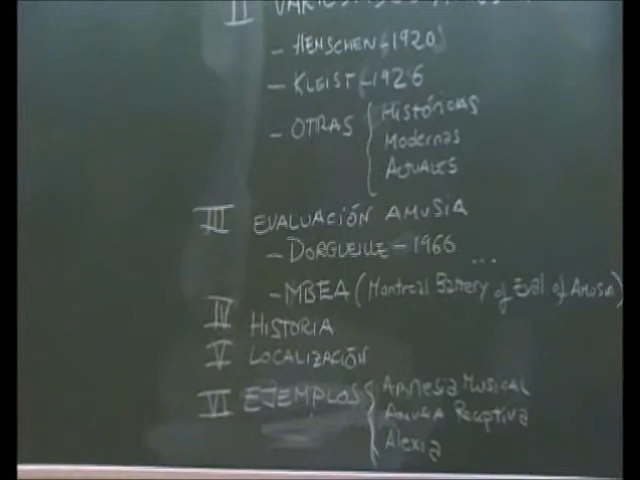 II
- HENSCHEN - 1920
- KLEIST - 1926
- OTRAS { Históricas
Modernas
Actuales
III EVALUACIÓN AMUSIA
- DORGUEILLE - 1966 ...
- MBEA (Montreal Battery of Eval of Amusia)
IV HISTORIA
V LOCALIZACIÓN
VI EJEMPLOS { Amnesia Musical
Amusia Receptiva
Alexia